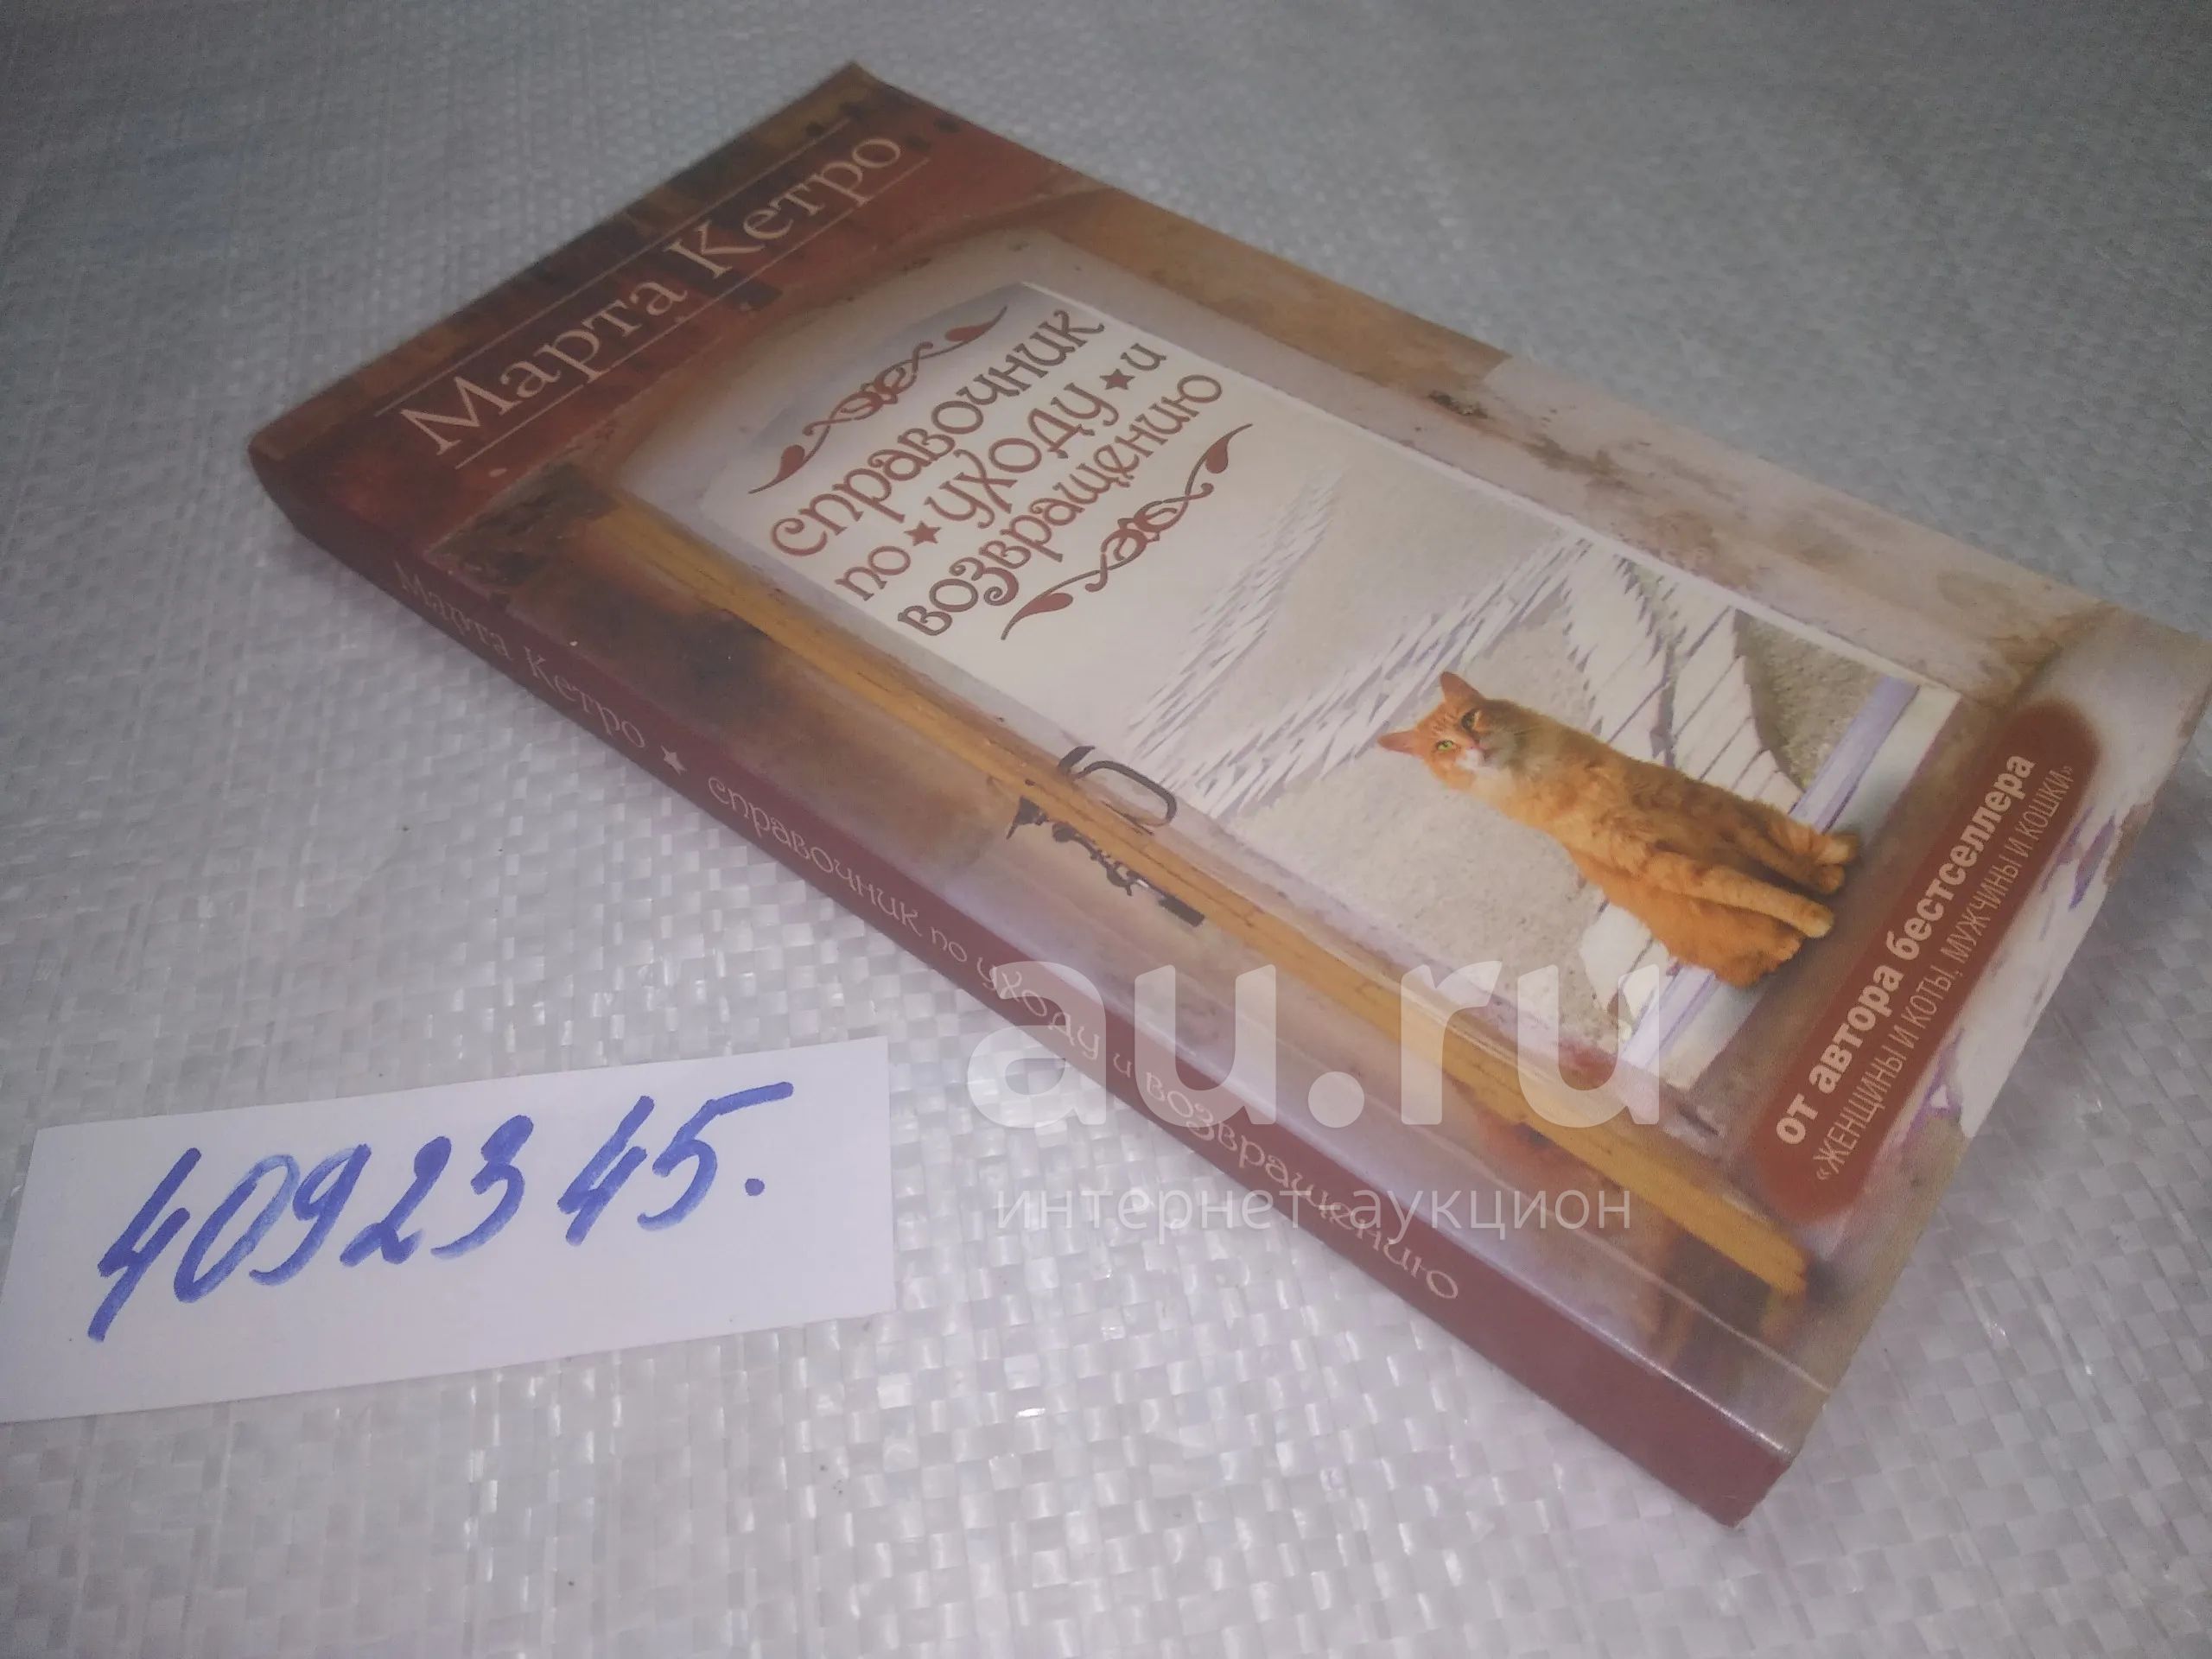 Марта Кетро
справочник
по ★ уходу ★ и
возвращению
от автора бестселлера
«ЖЕНЩИНЫ И КОТЫ, МУЖЧИНЫ И КОШКИ»
Марта Кетро ★ справочник по уходу и возвращению
4092345.
au.ru
интернет-аукцион